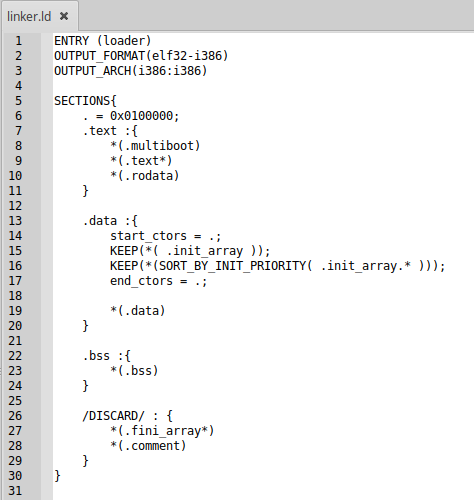 linker.ld ✖
1 ENTRY (loader)
2 OUTPUT_FORMAT(elf32-i386)
3 OUTPUT_ARCH(i386:i386)
4
5 SECTIONS{
6     . = 0x0100000;
7     .text :{
8         *(.multiboot)
9         *(.text*)
10         *(.rodata)
11     }
12
13     .data :{
14         start_ctors = .;
15         KEEP(*( .init_array ));
16         KEEP(*(SORT_BY_INIT_PRIORITY( .init_array.* )));
17         end_ctors = .;
18
19         *(.data)
20     }
21
22     .bss :{
23         *(.bss)
24     }
25
26     /DISCARD/ : {
27         *(.fini_array*)
28         *(.comment)
29     }
30 }
31